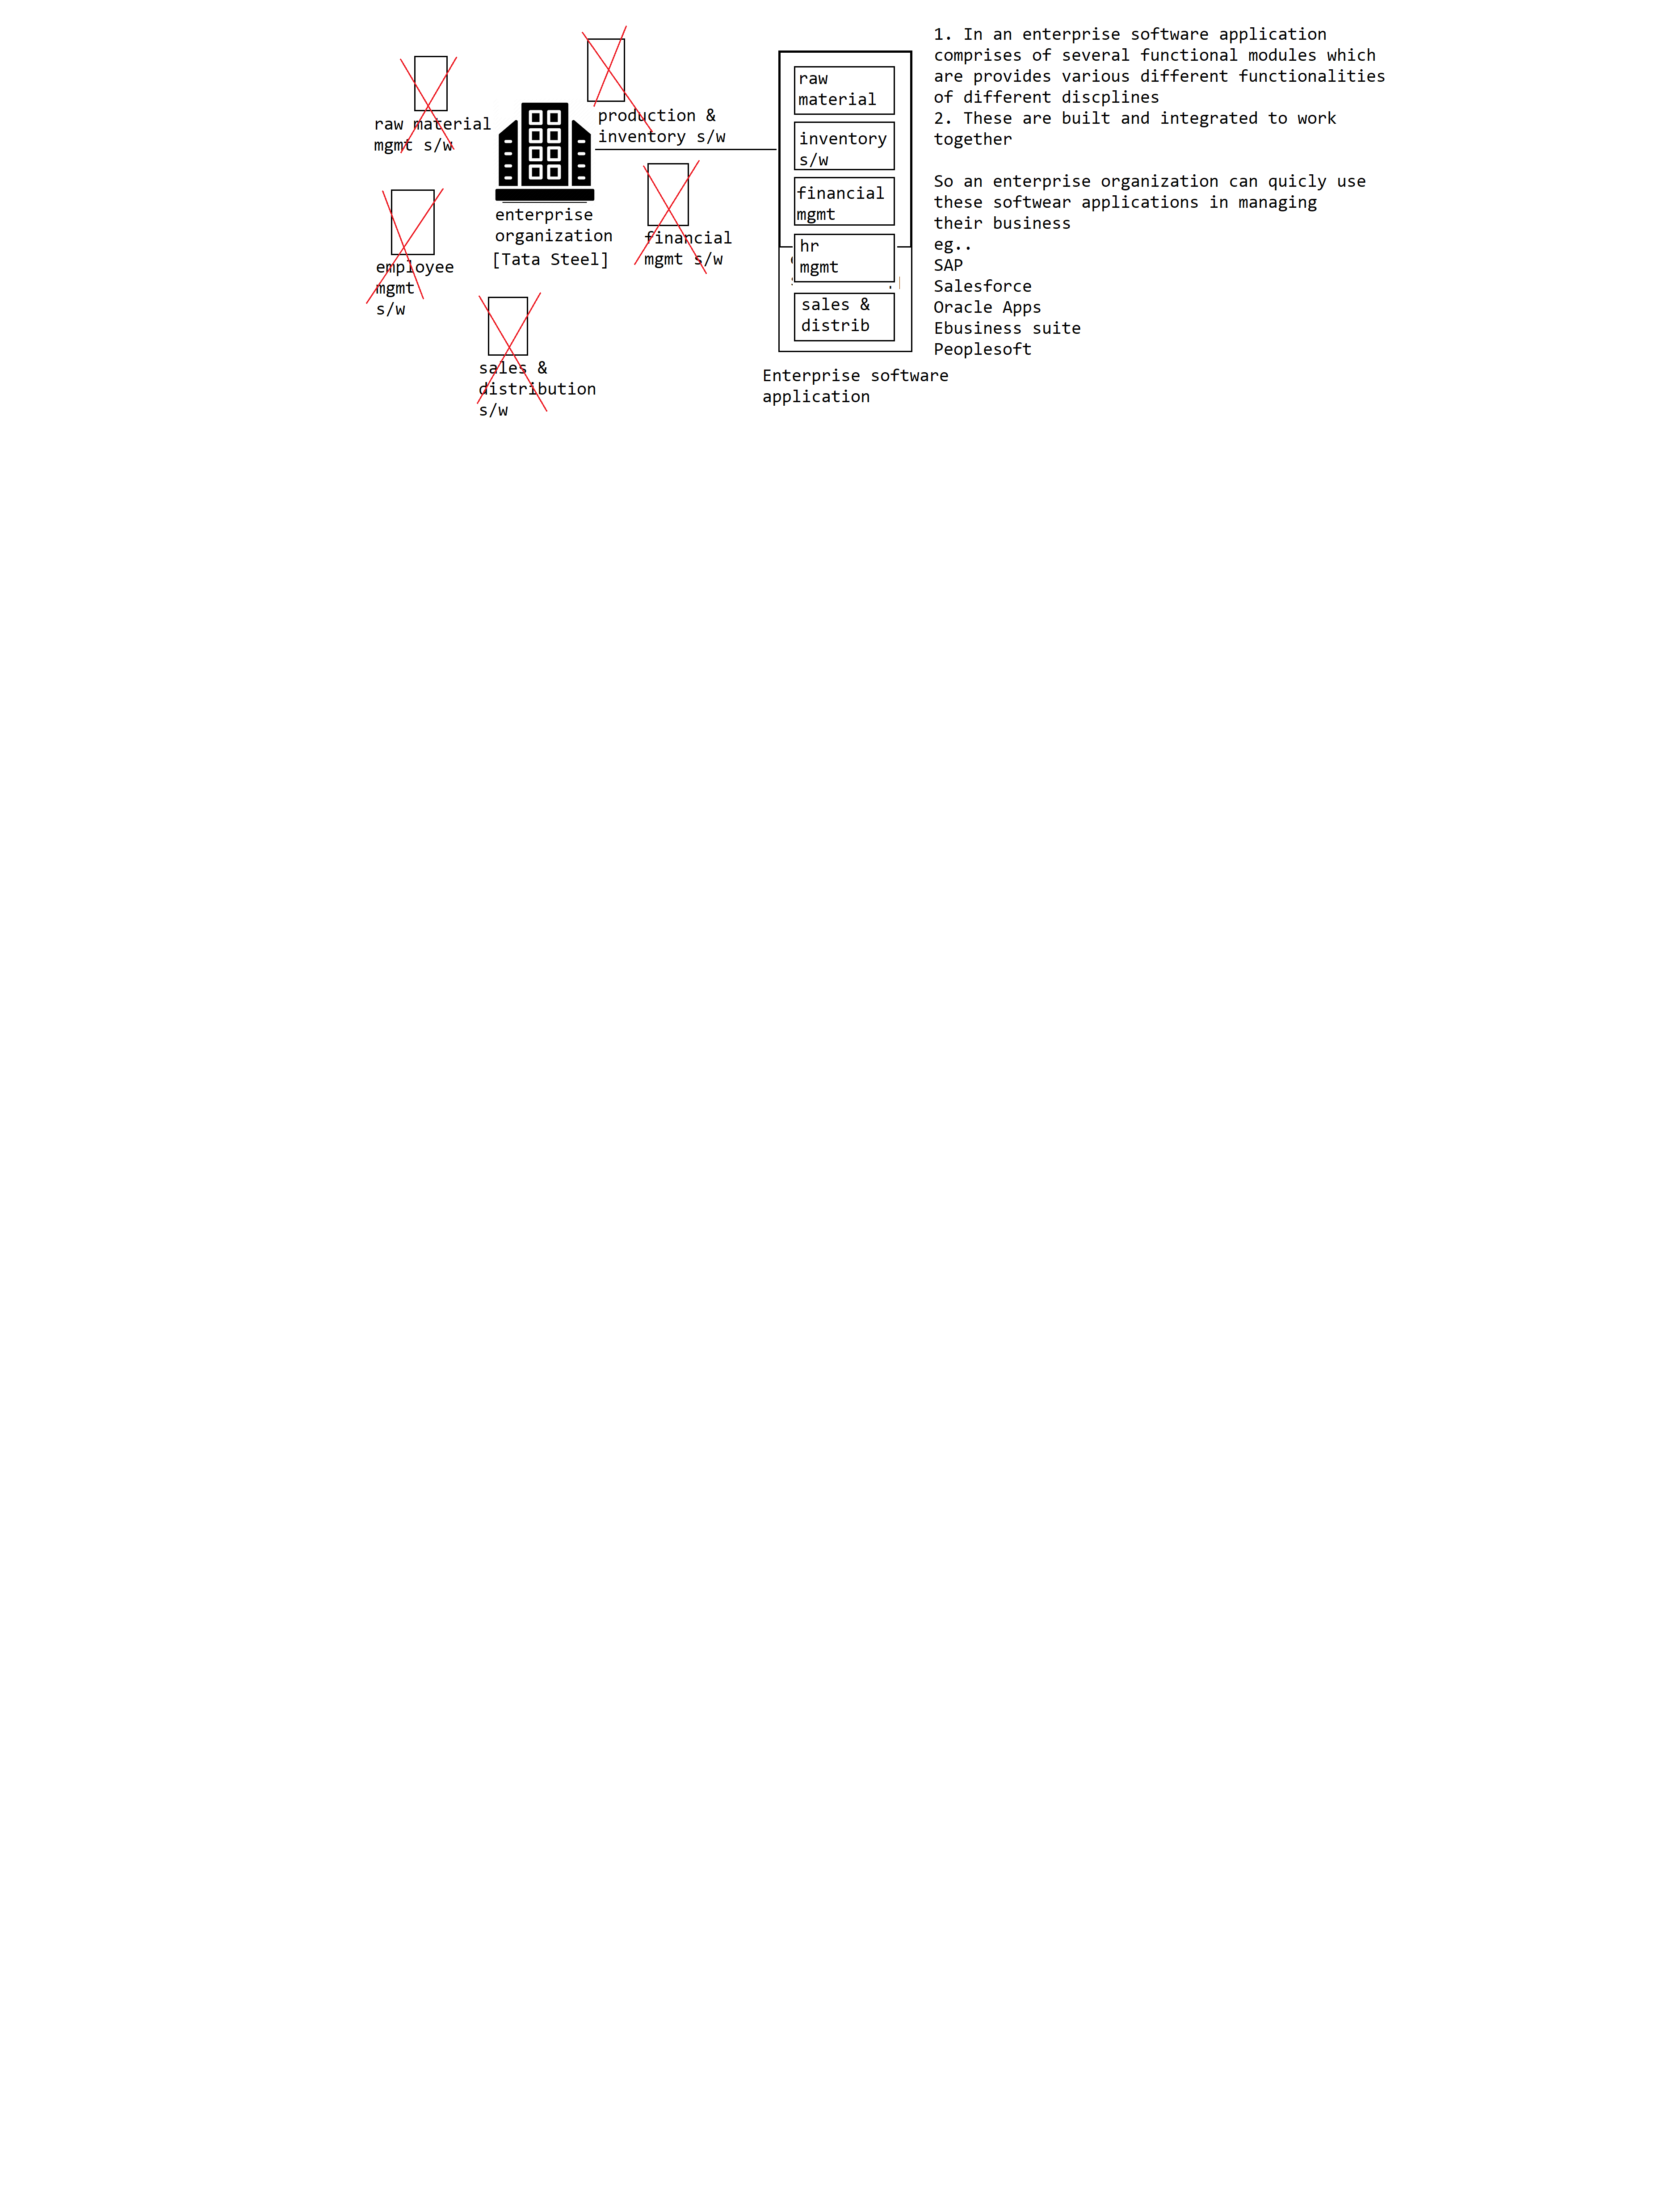 raw material
mgmt s/w
production &
inventory s/w
enterprise
organization
[Tata Steel]
financial
mgmt s/w
employee
mgmt
s/w
sales &
distribution
s/w
raw
material
inventory
s/w
financial
mgmt
hr
mgmt
sales &
distrib
Enterprise software
application
1. In an enterprise software application
comprises of several functional modules which
are provides various different functionalities
of different discplines
2. These are built and integrated to work
together
So an enterprise organization can quicly use
these softwear applications in managing
their business
eg..
SAP
Salesforce
Oracle Apps
Ebusiness suite
Peoplesoft